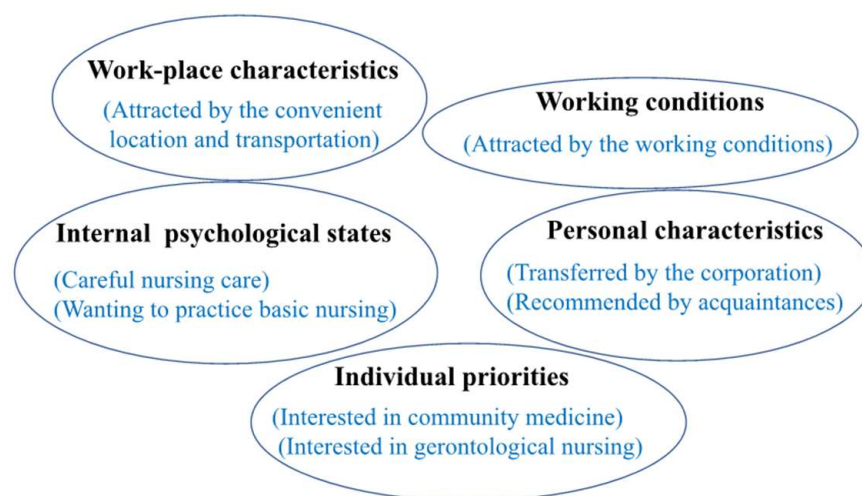 Work-place characteristics
(Attracted by the convenient
location and transportation)
Working conditions
(Attracted by the working conditions)
Internal psychological states
(Careful nursing care)
(Wanting to practice basic nursing)
Personal characteristics
(Transferred by the corporation)
(Recommended by acquaintances)
Individual priorities
(Interested in community medicine)
(Interested in gerontological nursing)